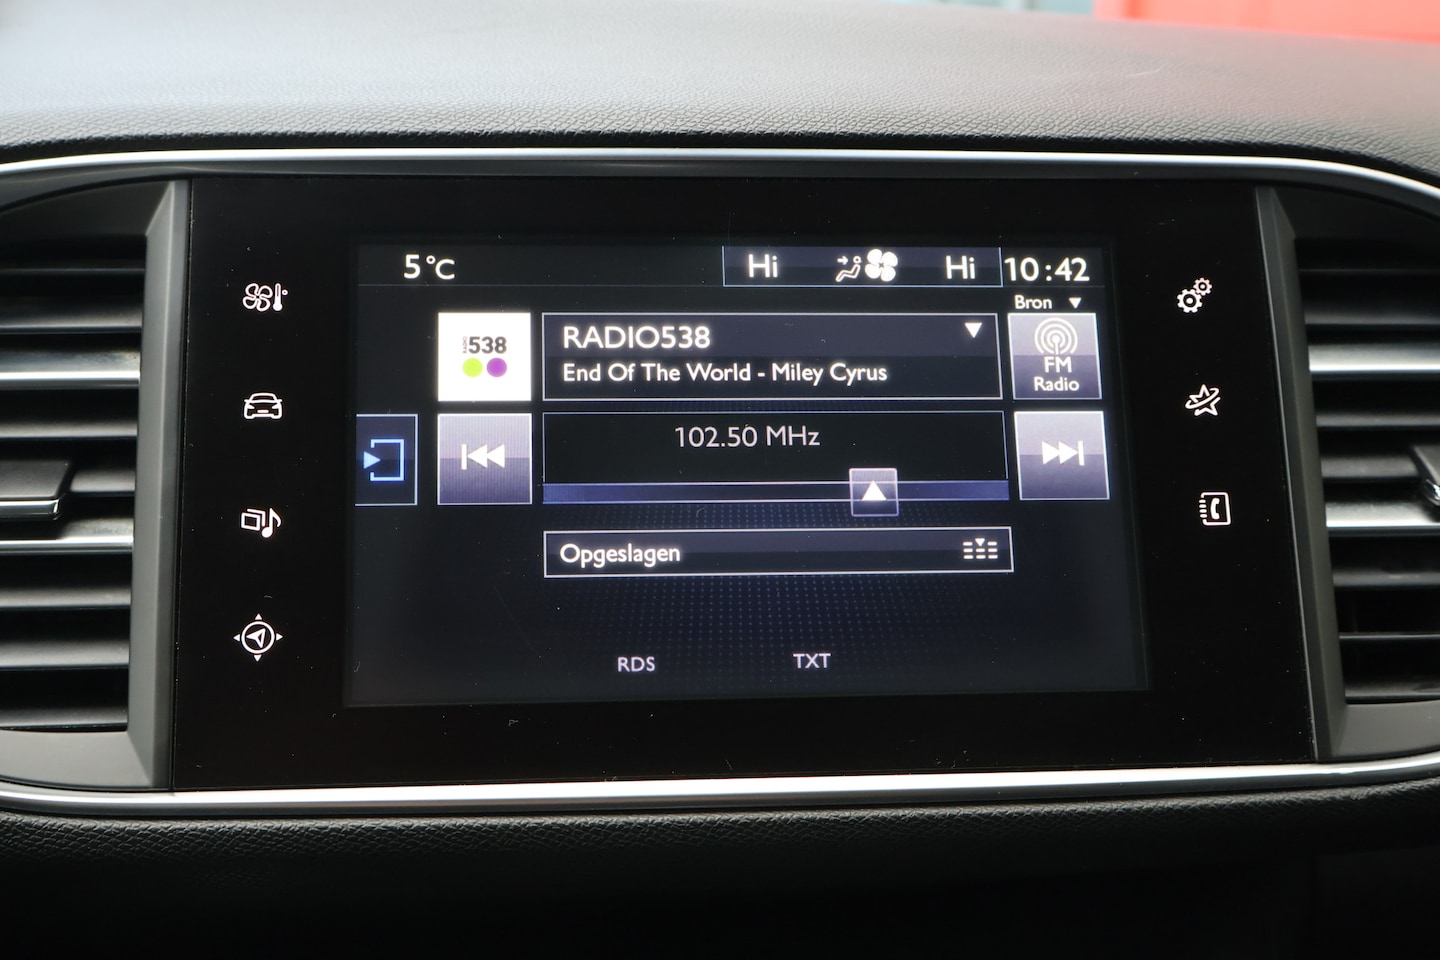 5°C
Hi
Hi
10:42
Bron
538
RADIO538
End Of The World - Miley Cyrus
FM
Radio
102.50 MHz
Opgeslagen
RDS
TXT